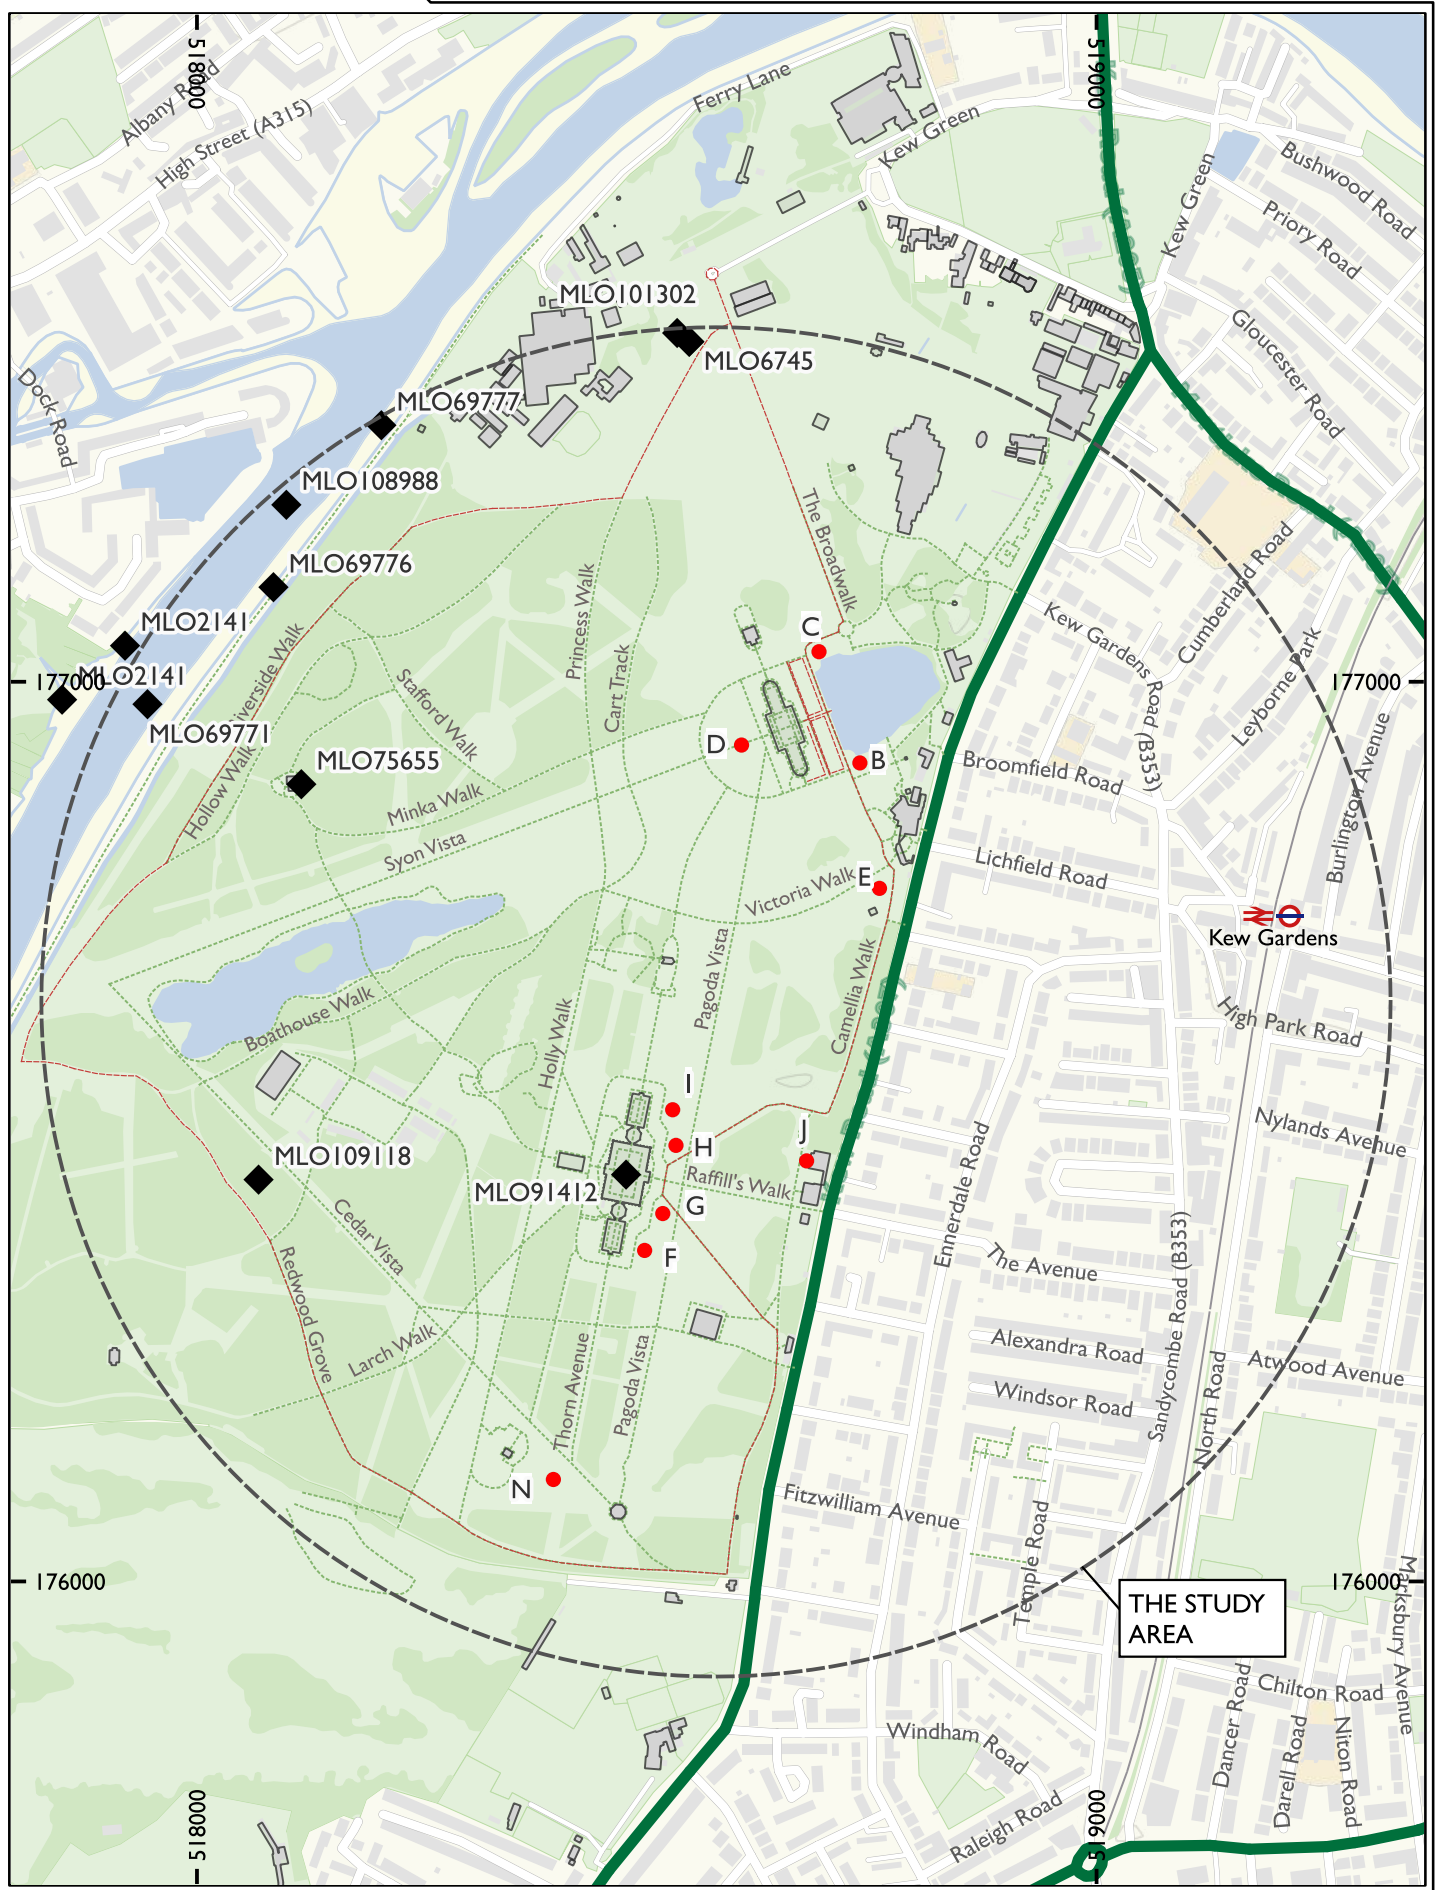 518000
519000
Albany Road
High Street (A315)
Ferry Lane
Kew Green
Kew Green
Bushwood Road
Priory Road
Gloucester Road
MLO101302
MLO6745
Dock Road
MLO69777
MLO108988
MLO69776
MLO2141
MLO2141
177000
MLO69771
Riverside Walk
Hollow Walk
Stafford Walk
MLO75655
Minka Walk
Syon Vista
Princess Walk
Cart Track
The Broadwalk
C
D
B
E
Kew Gardens Road (B353)
Cumberland Road
Leyborne Park
177000
Broomfield Road
Burlington Avenue
Lichfield Road
Victoria Walk
Kew Gardens
Pagoda Vista
Camellia Walk
Boathouse Walk
Holly Walk
High Park Road
I
H
J
Nylands Avenue
MLO109118
MLO91412
Raffill's Walk
G
F
Ennerdale Road
Cedar Vista
Redwood Grove
Larch Walk
The Avenue
Sandycombe Road (B353)
Alexandra Road
Atwood Avenue
Windsor Road
North Road
Thorn Avenue
Pagoda Vista
N
Fitzwilliam Avenue
Temple Road
176000
176000
THE STUDY
AREA
Marksbury Avenue
Chilton Road
Windham Road
Dancer Road
Darell Road
Niton Road
Raleigh Road
518000
519000